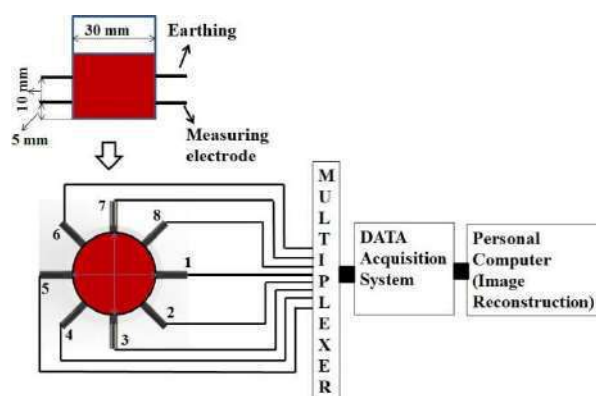 30 mm
Earthing
10 mm
5 mm
Measuring
electrode
7
8
6
1
5
2
4
3
MULTIPLEXER
DATA
Acquisition
System
Personal
Computer
(Image
Reconstruction)